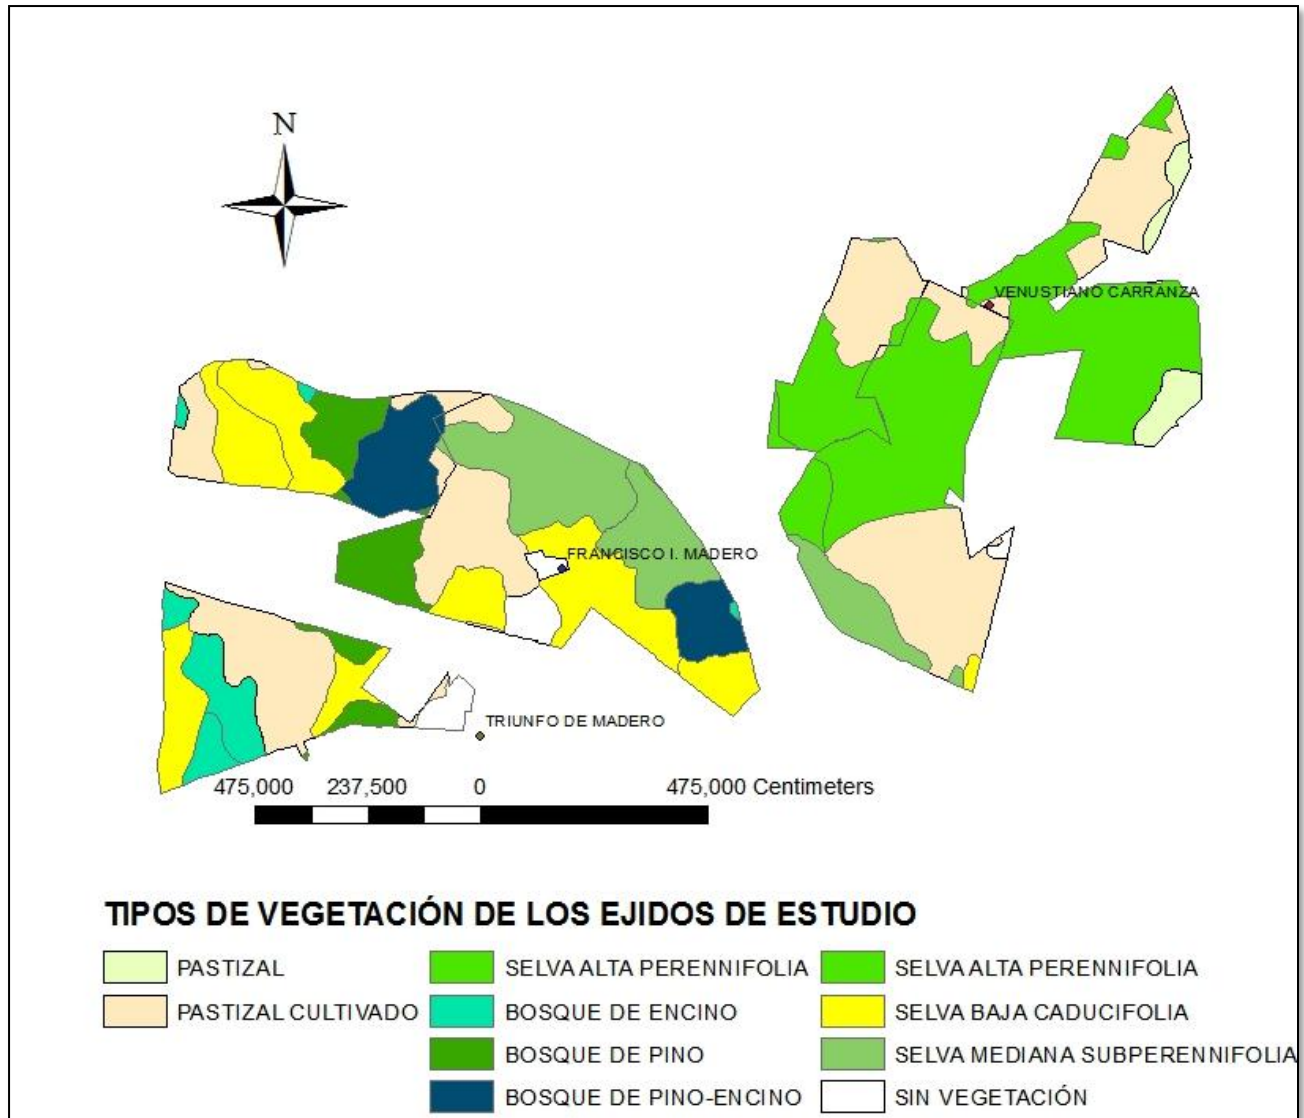 N
D
VENUSTIANO CARRANZA
FRANCISCO I. MADERO
TRIUNFO DE MADERO
475,000 237,500 0 475,000 Centimeters
TIPOS DE VEGETACIÓN DE LOS EJIDOS DE ESTUDIO
PASTIZAL
PASTIZAL CULTIVADO
SELVA ALTA PERENNIFOLIA
BOSQUE DE ENCINO
BOSQUE DE PINO
BOSQUE DE PINO-ENCINO
SELVA ALTA PERENNIFOLIA
SELVA BAJA CADUCIFOLIA
SELVA MEDIANA SUBPERENNIFOLIA
SIN VEGETACIÓN